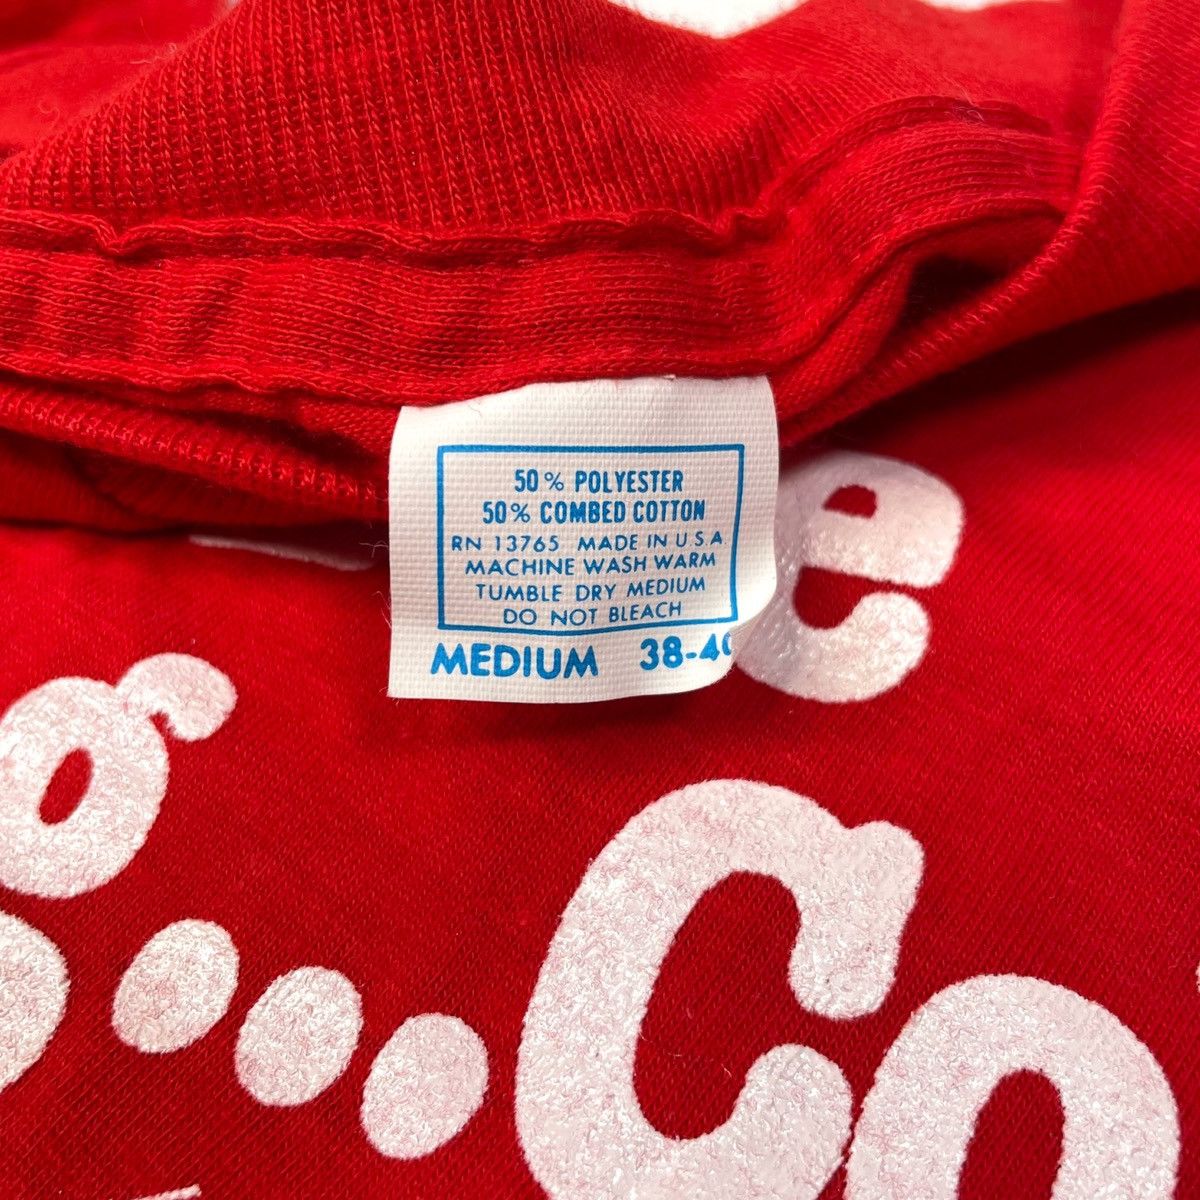 50% POLYESTER
50% COMBED COTTON
RN 13765 MADE IN U.S.A
MACHINE WASH WARM
TUMBLE DRY MEDIUM
DO NOT BLEACH
MEDIUM 38-40
e
Co